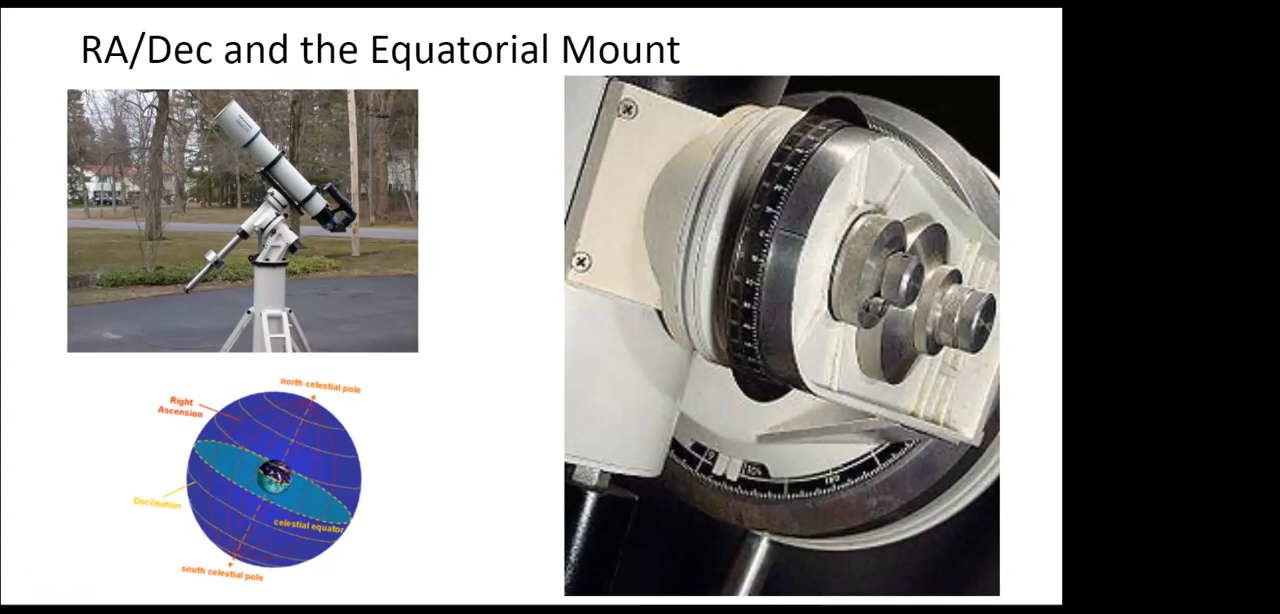 RA/Dec and the Equatorial Mount
north celestial pole
Right
Ascension
Declination
celestial equator
south celestial pole